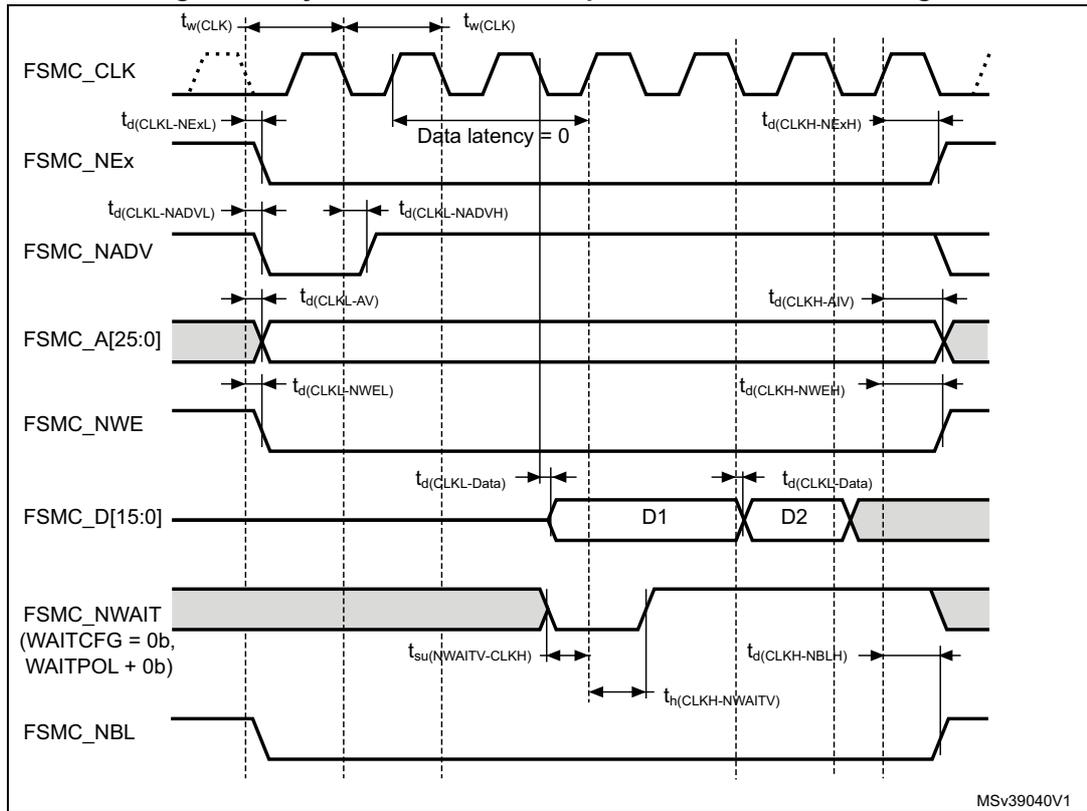 tw(CLK) tw(CLK)
FSMC_CLK
Data latency = 0
td(CLKL-NExL) td(CLKH-NExH)
FSMC_NEx
td(CLKL-NADVL) td(CLKL-NADVH)
FSMC_NADV
td(CLKL-AV) td(CLKH-AIV)
FSMC_A[25:0]
td(CLKL-NWEL) td(CLKH-NWEH)
FSMC_NWE
td(CLKL-Data) td(CLKL-Data)
FSMC_D[15:0] D1 D2
FSMC_NWAIT
(WAITCFG = 0b,
WAITPOL + 0b)
tsu(NWAITV-CLKH) td(CLKH-NBLH)
th(CLKH-NWAITV)
FSMC_NBL
MSv39040V1